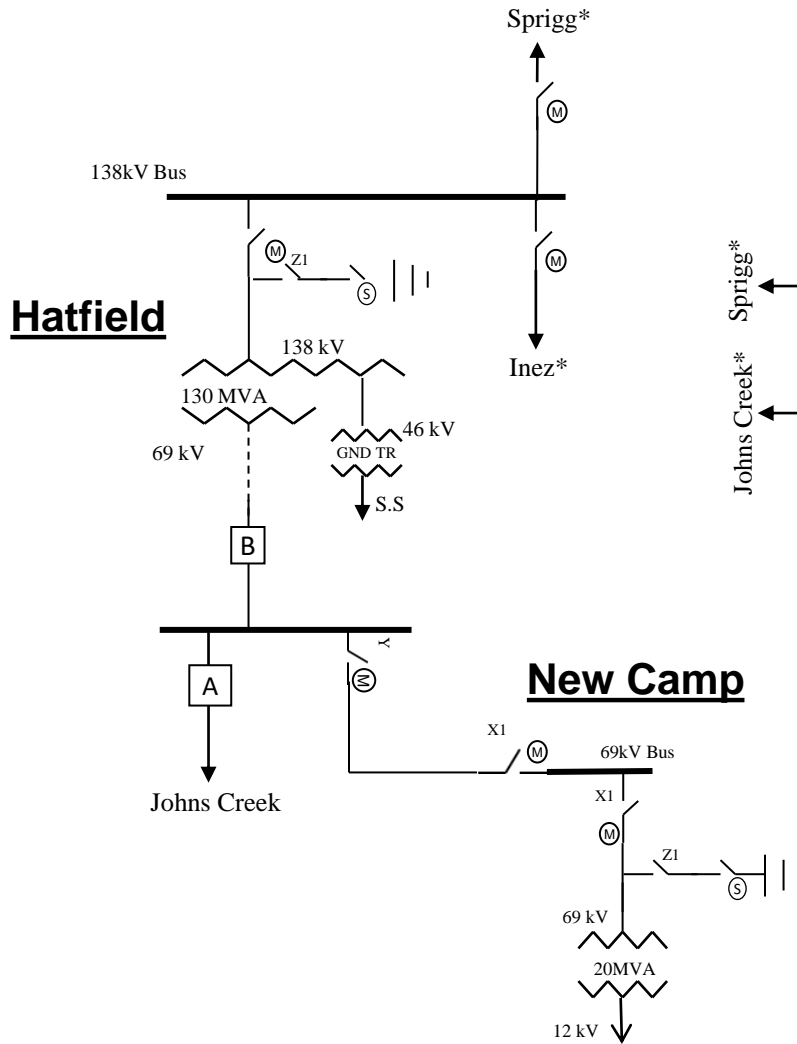 Sprigg*
M
138kV Bus
M
Z1
S
M
Hatfield
138 kV
Inez*
Sprigg*
Johns Creek*
130 MVA
46 kV
69 kV
GND TR
S.S
B
Y
M
A
New Camp
X1
M
69kV Bus
Johns Creek
X1
M
Z1
S
69 kV
20MVA
12 kV